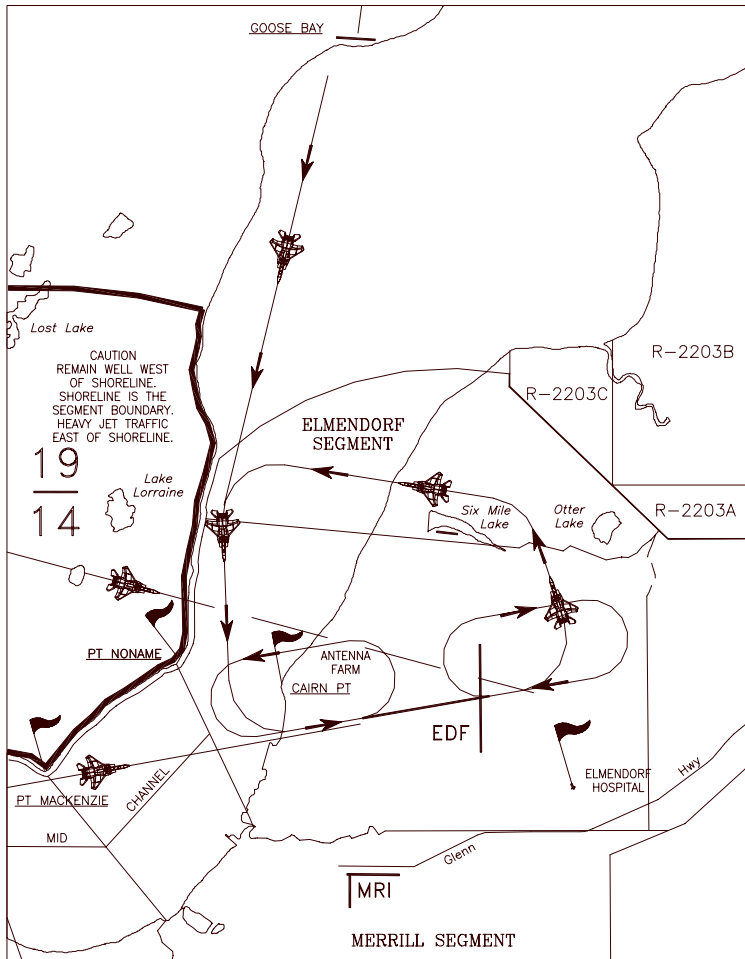 GOOSE BAY
Lost Lake
CAUTION
REMAIN WELL WEST
OF SHORELINE.
SHORELINE IS THE
SEGMENT BOUNDARY.
HEAVY JET TRAFFIC
EAST OF SHORELINE.
R-2203B
R-2203C
ELMENDORF
SEGMENT
19
14
Lake
Lorraine
Six Mile
Lake
Otter
Lake
R-2203A
PT NONAME
ANTENNA
FARM
CAIRN PT
EDF
ELMENDORF
HOSPITAL
PT MACKENZIE
CHANNEL
MID
Hwy
Glenn
MRI
MERRILL SEGMENT